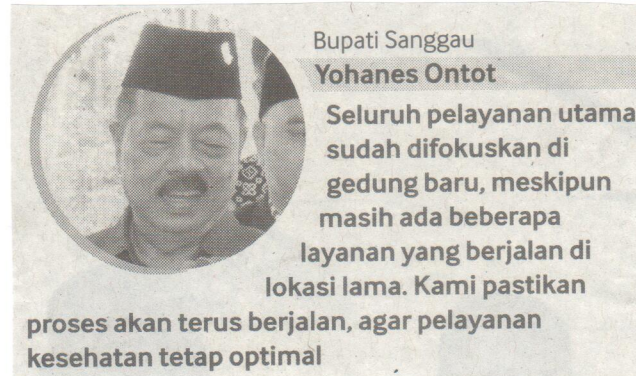 Bupati Sanggau
Yohanes Ontot
Seluruh pelayanan utama
sudah difokuskan di
gedung baru, meskipun
masih ada beberapa
layanan yang berjalan di
lokasi lama. Kami pastikan
proses akan terus berjalan, agar pelayanan
kesehatan tetap optimal